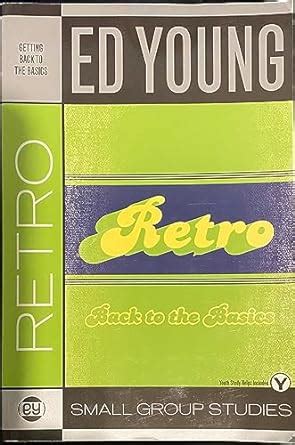 GETTING
BACK TO
THE BASICS
ED YOUNG
RETRO
Retro
Back to the Basics
Youth Study Helps Included
Y
ey
SMALL GROUP STUDIES